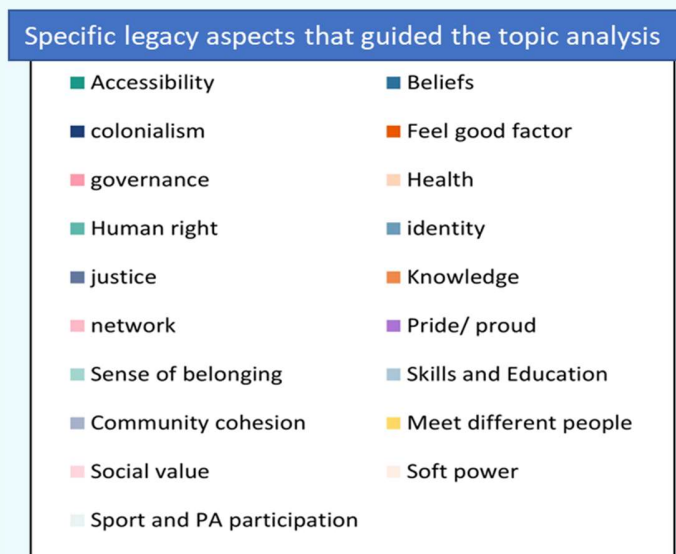 Specific legacy aspects that guided the topic analysis
Accessibility
Beliefs
colonialism
Feel good factor
governance
Health
Human right
identity
justice
Knowledge
network
Pride/ proud
Sense of belonging
Skills and Education
Community cohesion
Meet different people
Social value
Soft power
Sport and PA participation